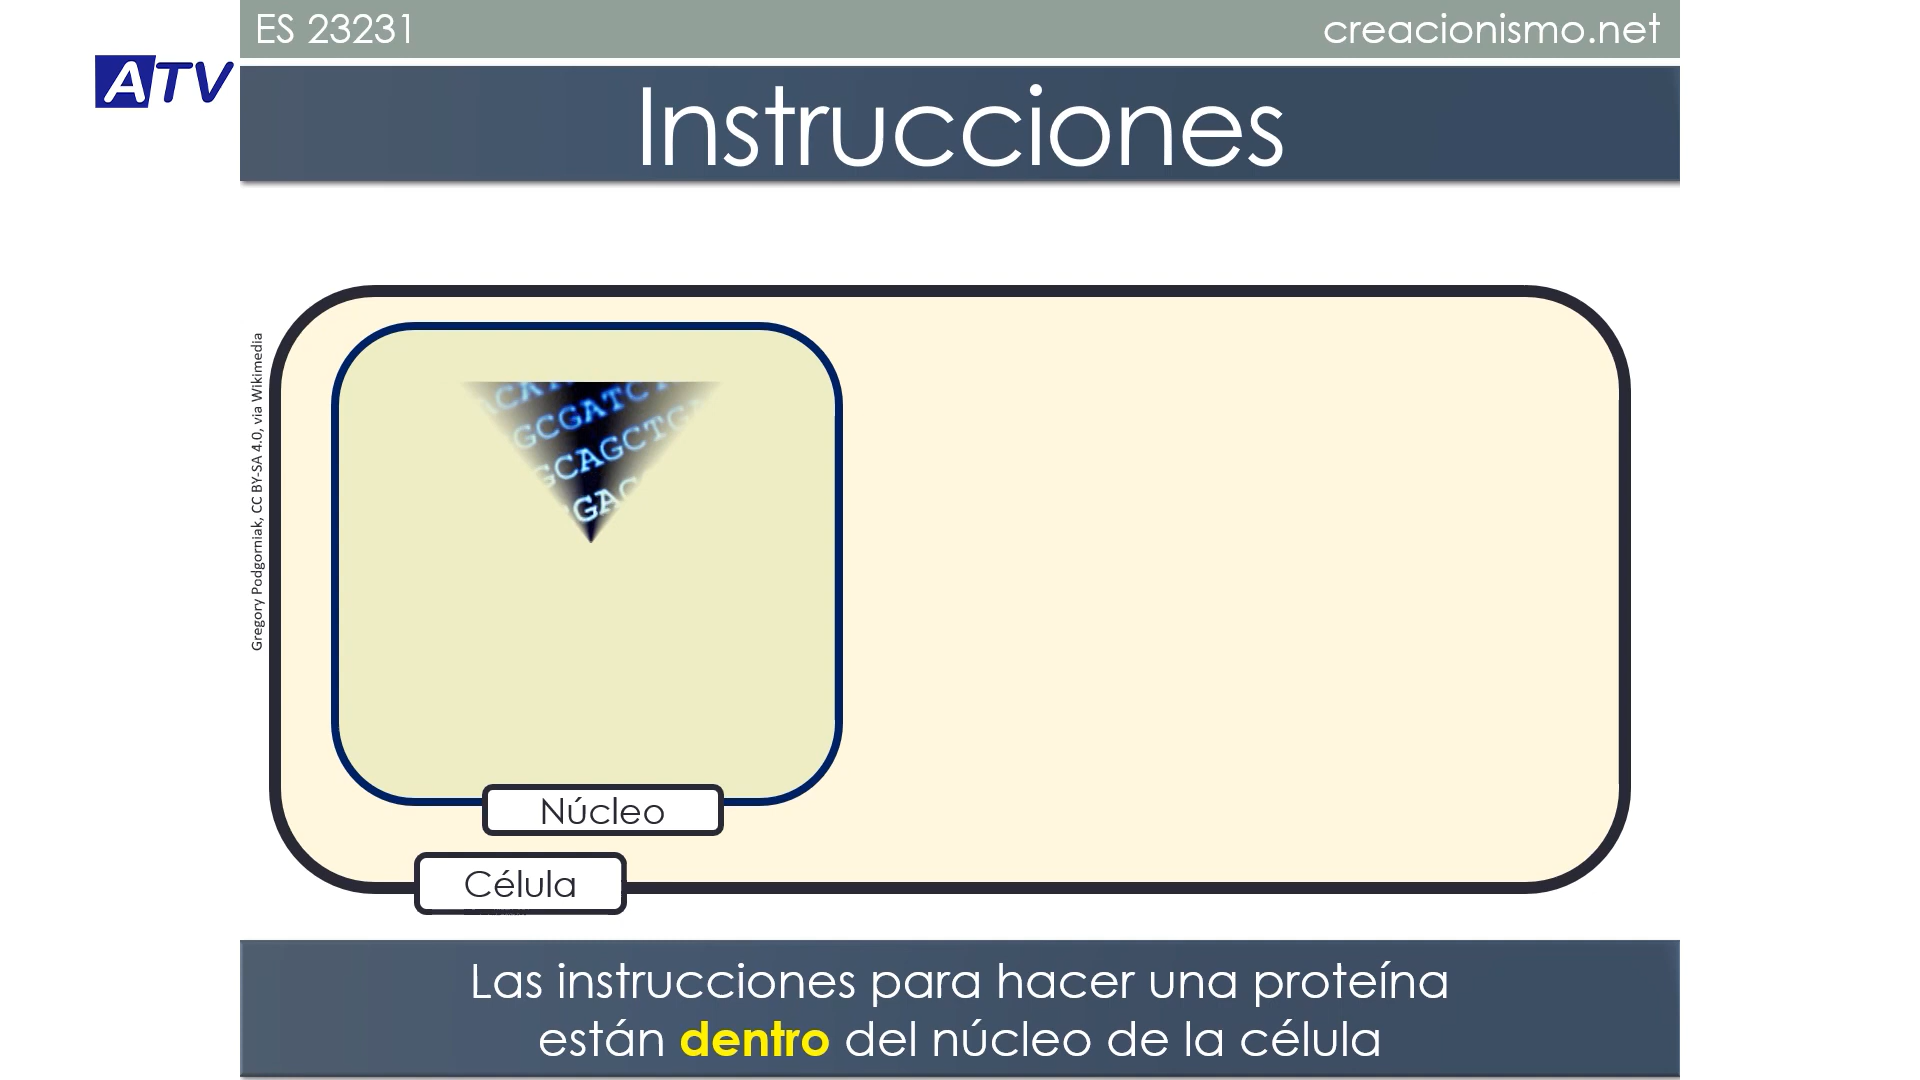 ES 23231
creacionismo.net
ATV
Instrucciones
Gregory Podgorniak, CC BY-SA 4.0, via Wikimedia
GCGATC
GCAGCTG
GAC
Núcleo
Célula
Las instrucciones para hacer una proteína
están dentro del núcleo de la célula